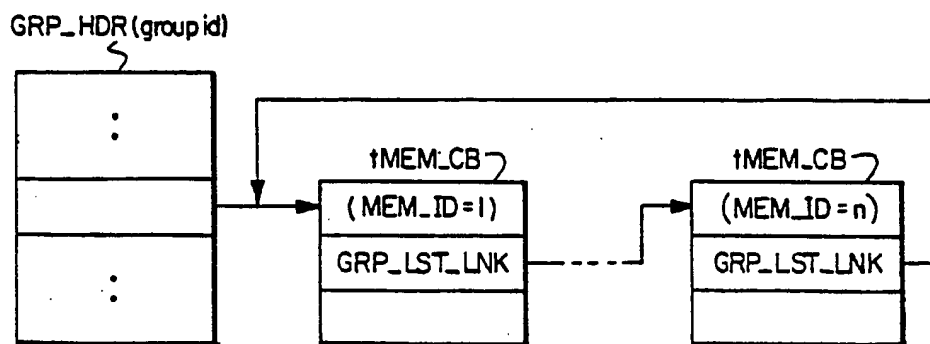 GRP_HDR(group id)
tMEM_CB
tMEM_CB
(MEM_ID=1)
(MEM_ID=n)
GRP_LST_LNK
GRP_LST_LNK